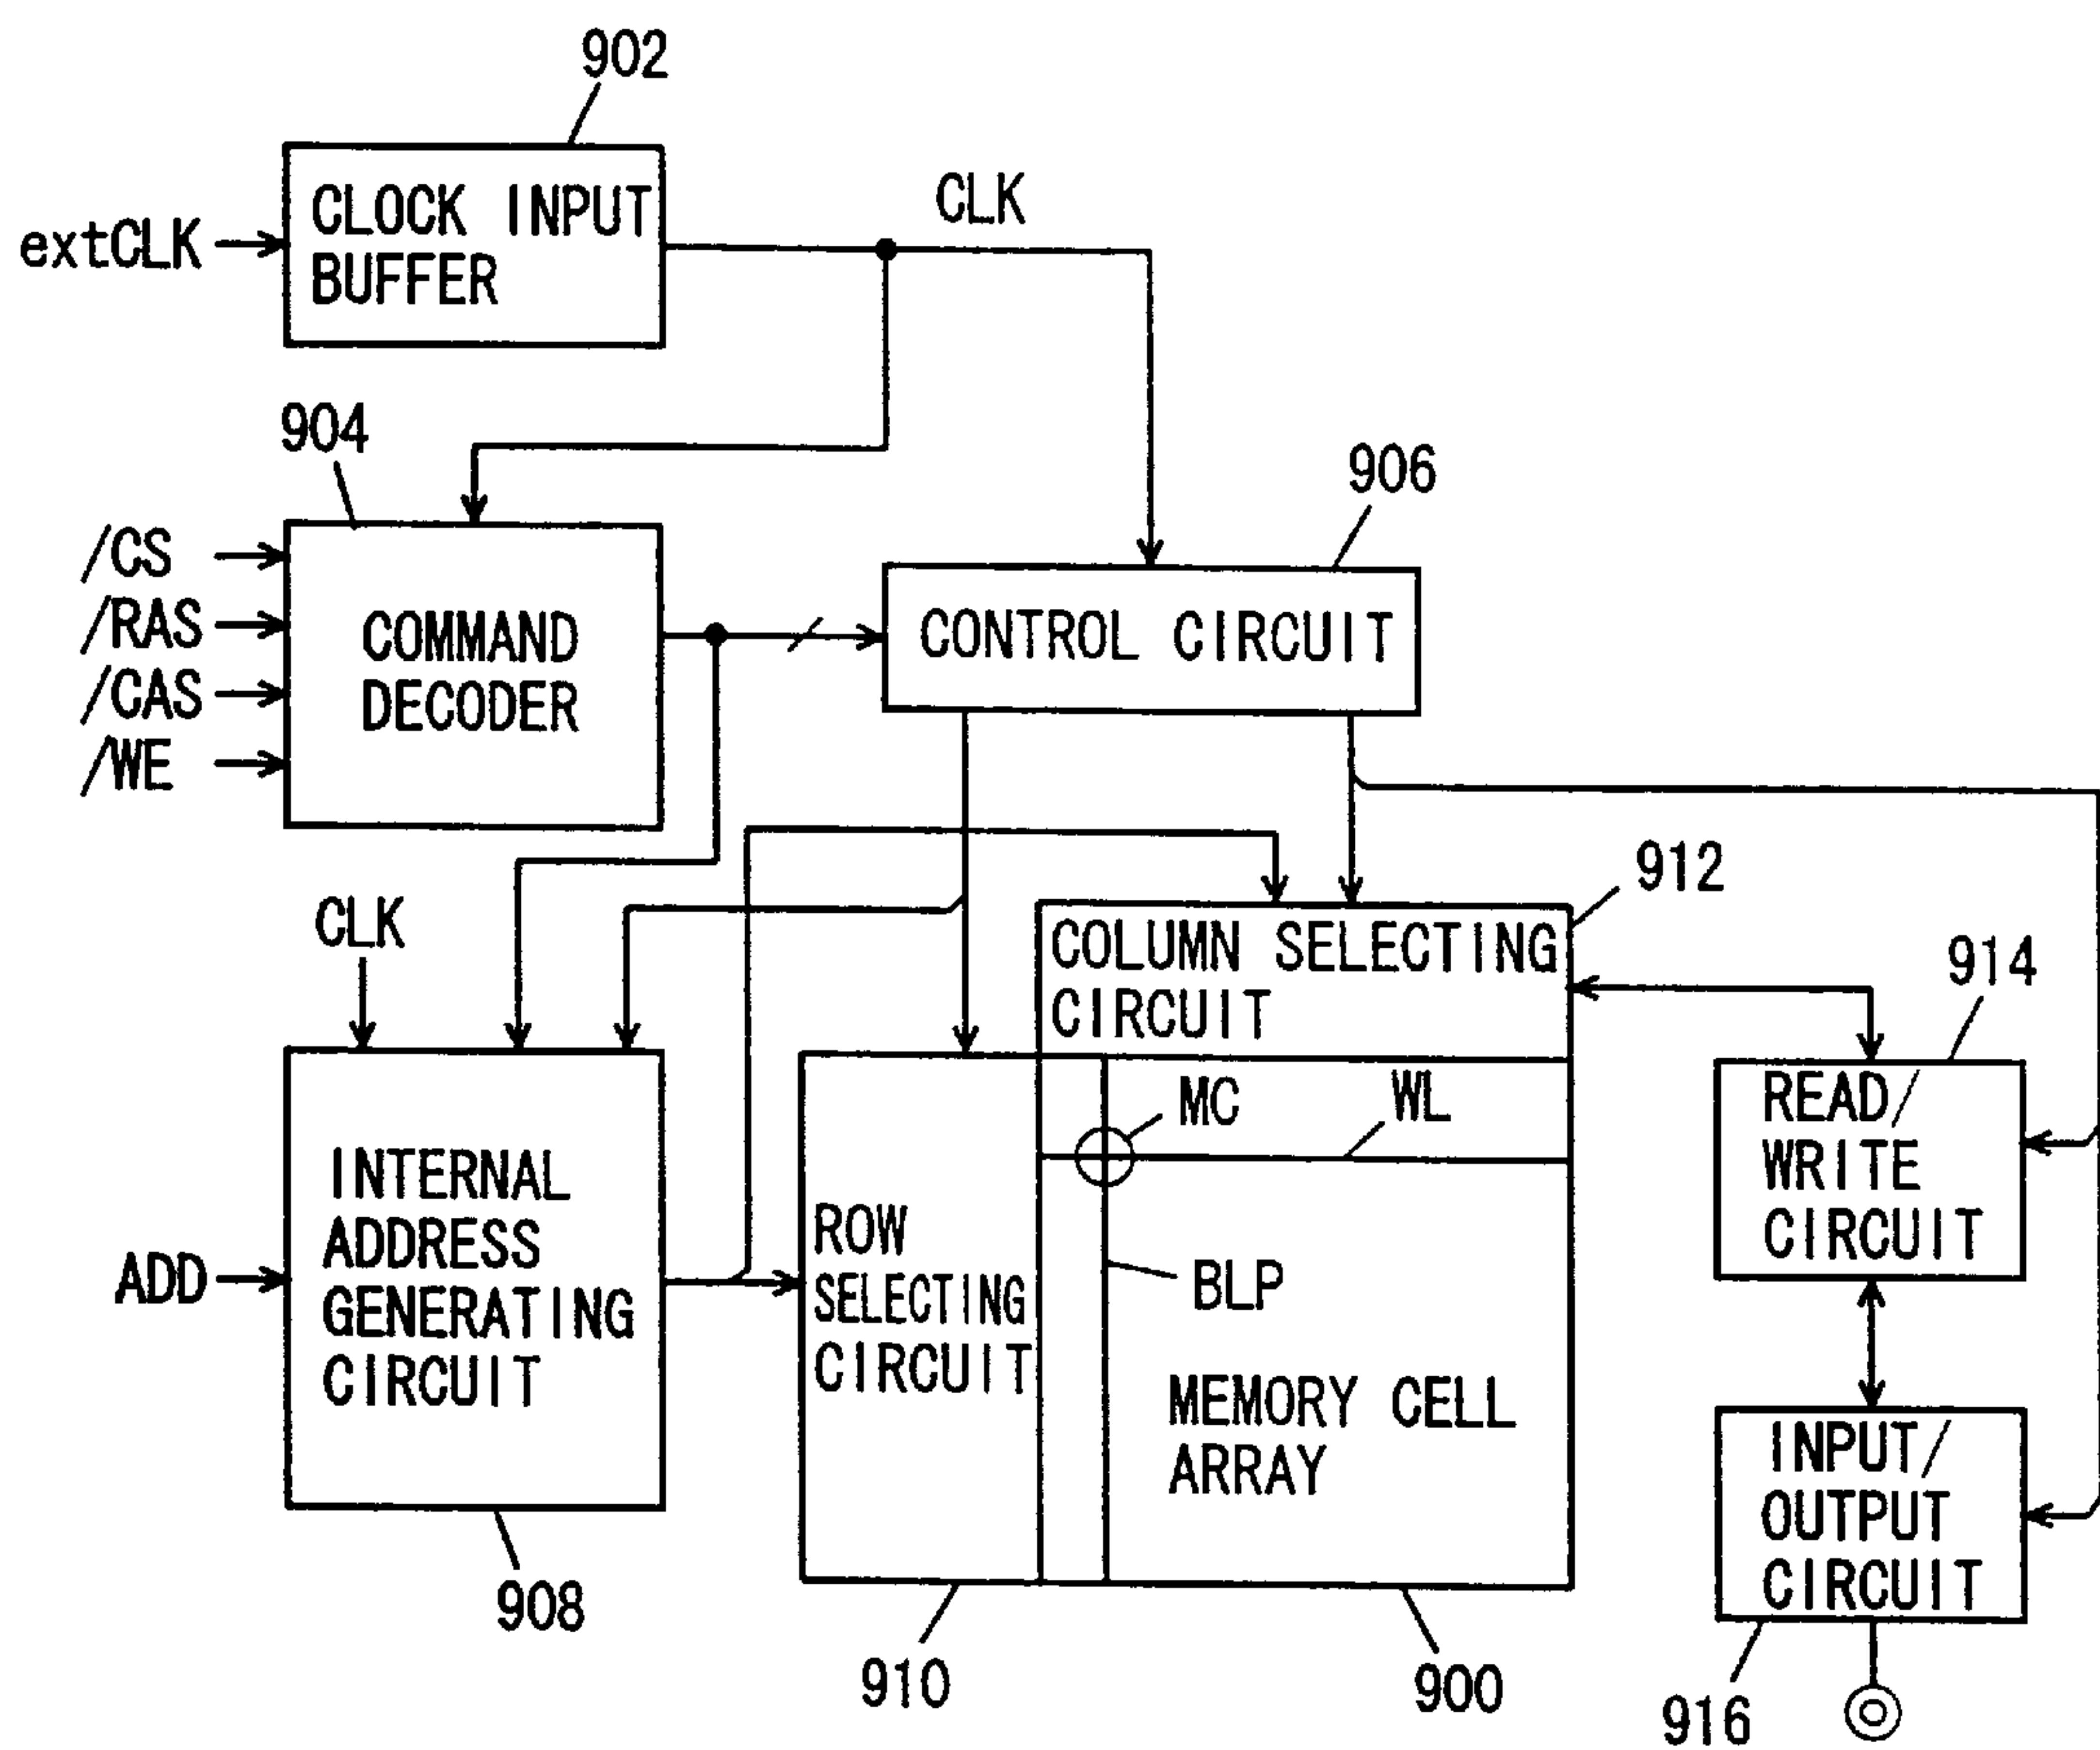 902
CLK
extCLK
CLOCK INPUT
BUFFER
904
906
/CS
/RAS
/CAS
/WE
COMMAND
DECODER
CONTROL CIRCUIT
912
CLK
COLUMN SELECTING
CIRCUIT
914
MC
WL
READ/
WRITE
CIRCUIT
INTERNAL
ADDRESS
GENERATING
CIRCUIT
ADD
ROW
SELECTING
CIRCUIT
BLP
MEMORY CELL
ARRAY
INPUT/
OUTPUT
CIRCUIT
908
910
900
916